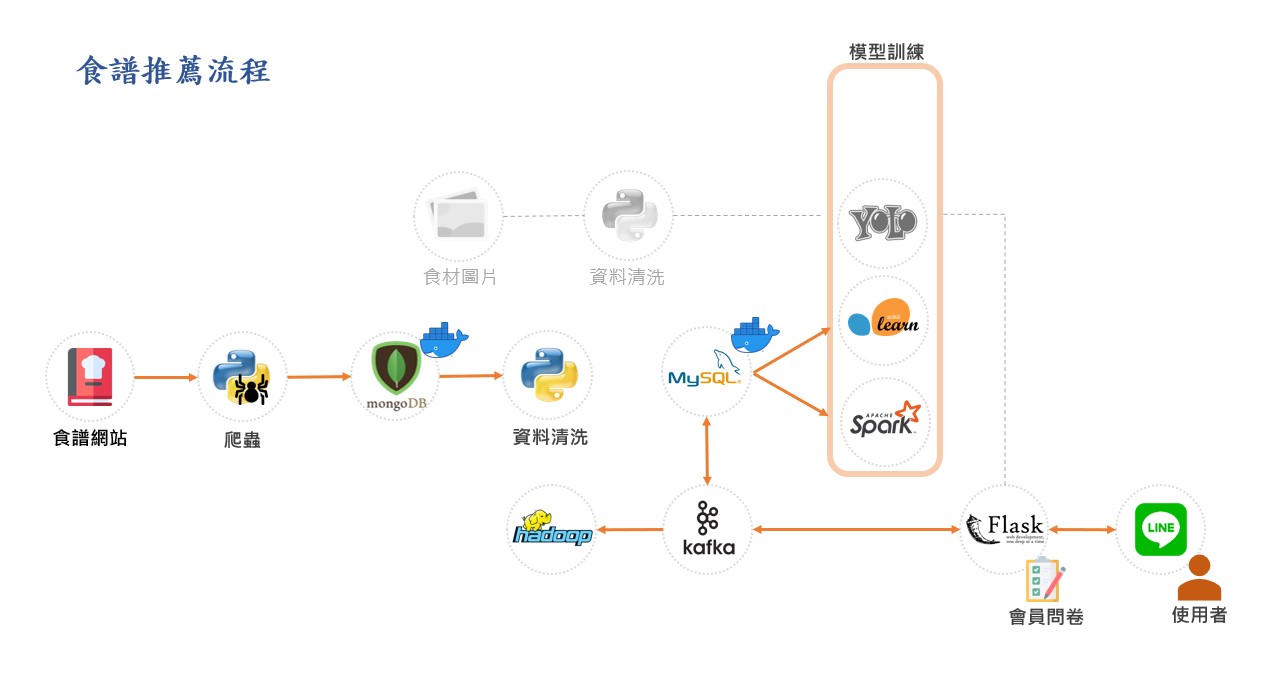 食譜推薦流程
模型訓練
YOLO
食材圖片
資料清洗
learn
mongoDB
MySQL
APACHE
Spark
食譜網站
爬蟲
資料清洗
hadoop
kafka
Flask
web development,
one drop at a time
LINE
會員問卷
使用者